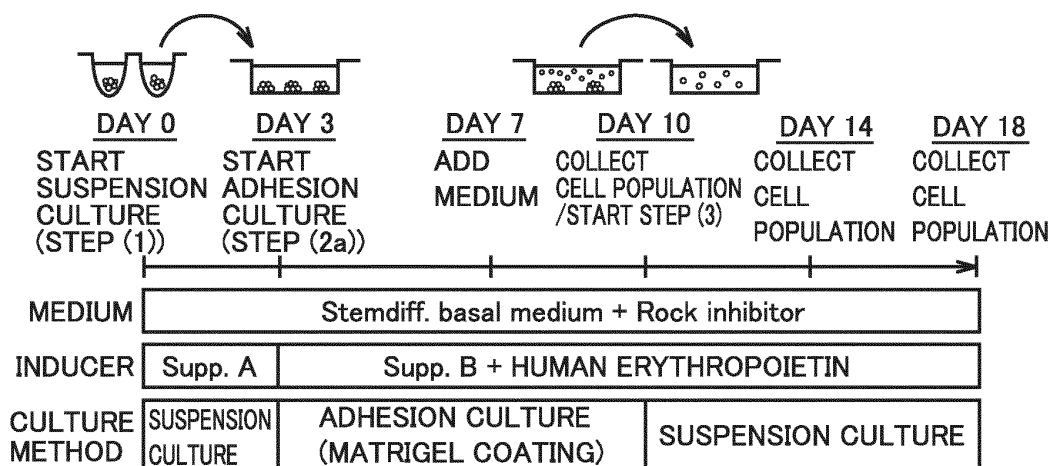 DAY 0
START
SUSPENSION
CULTURE
(STEP (1))
DAY 3
START
ADHESION
CULTURE
(STEP (2a))
DAY 7
ADD
MEDIUM
DAY 10
COLLECT
CELL POPULATION
/START STEP (3)
DAY 14
COLLECT
CELL
POPULATION
DAY 18
COLLECT
CELL
POPULATION
MEDIUM
Stemdiff. basal medium + Rock inhibitor
INDUCER
Supp. A
Supp. B + HUMAN ERYTHROPOIETIN
CULTURE
METHOD
SUSPENSION
CULTURE
ADHESION CULTURE
(MATRIGEL COATING)
SUSPENSION CULTURE